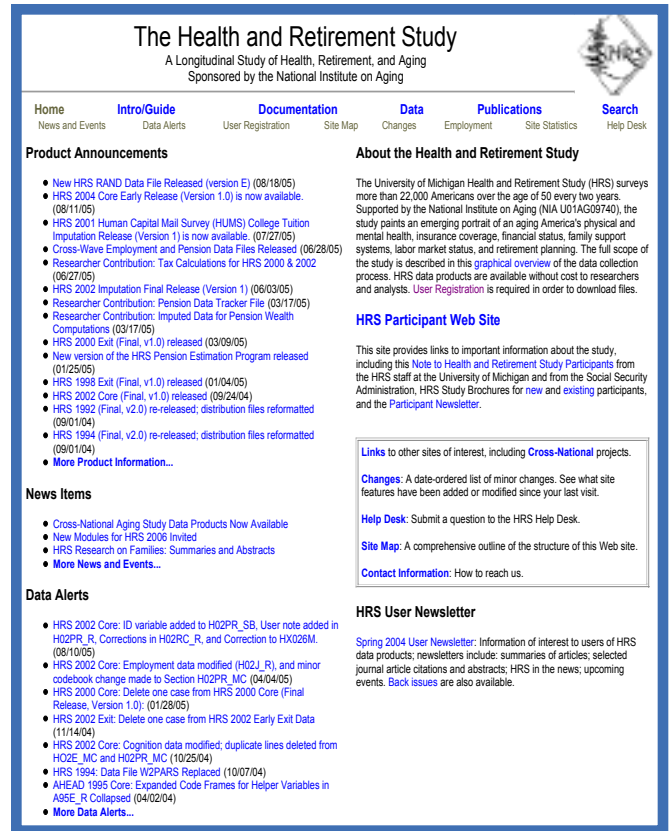 The Health and Retirement Study
A Longitudinal Study of Health, Retirement, and Aging
Sponsored by the National Institute on Aging
HRS
Home Intro/Guide Documentation Data Publications Search
News and Events Data Alerts User Registration Site Map Changes Employment Site Statistics Help Desk
Product Announcements
New HRS RAND Data File Released (version E) (08/18/05)
HRS 2004 Core Early Release (Version 1.0) is now available.
(08/11/05)
HRS 2001 Human Capital Mail Survey (HUMS) College Tuition
Imputation Release (Version 1) is now available. (07/27/05)
Cross-Wave Employment and Pension Data Files Released (06/28/05)
Researcher Contribution: Tax Calculations for HRS 2000 & 2002
(06/27/05)
HRS 2002 Imputation Final Release (Version 1) (06/03/05)
Researcher Contribution: Pension Data Tracker File (03/17/05)
Researcher Contribution: Imputed Data for Pension Wealth
Computations (03/17/05)
HRS 2000 Exit (Final, v1.0) released (03/09/05)
New version of the HRS Pension Estimation Program released
(01/25/05)
HRS 1998 Exit (Final, v1.0) released (01/04/05)
HRS 2002 Core (Final, v1.0) released (09/24/04)
HRS 1992 (Final, v2.0) re-released; distribution files reformatted
(09/01/04)
HRS 1994 (Final, v2.0) re-released; distribution files reformatted
(09/01/04)
More Product Information...
News Items
Cross-National Aging Study Data Products Now Available
New Modules for HRS 2006 Invited
HRS Research on Families: Summaries and Abstracts
More News and Events...
Data Alerts
HRS 2002 Core: ID variable added to H02PR_SB, User note added in
H02PR_R, Corrections in H02RC_R, and Correction to HX026M.
(08/10/05)
HRS 2002 Core: Employment data modified (H02J_R), and minor
codebook change made to Section H02PR_MC (04/04/05)
HRS 2000 Core: Delete one case from HRS 2000 Core (Final
Release, Version 1.0): (01/28/05)
HRS 2002 Exit: Delete one case from HRS 2002 Early Exit Data
(11/14/04)
HRS 2002 Core: Cognition data modified; duplicate lines deleted from
HO2E_MC and H02PR_MC (10/25/04)
HRS 1994: Data File W2PARS Replaced (10/07/04)
AHEAD 1995 Core: Expanded Code Frames for Helper Variables in
A95E_R Collapsed (04/02/04)
More Data Alerts...
About the Health and Retirement Study
The University of Michigan Health and Retirement Study (HRS) surveys
more than 22,000 Americans over the age of 50 every two years.
Supported by the National Institute on Aging (NIA U01AG09740), the
study paints an emerging portrait of an aging America's physical and
mental health, insurance coverage, financial status, family support
systems, labor market status, and retirement planning. The full scope of
the study is described in this graphical overview of the data collection
process. HRS data products are available without cost to researchers
and analysts. User Registration is required in order to download files.
HRS Participant Web Site
This site provides links to important information about the study,
including this Note to Health and Retirement Study Participants from
the HRS staff at the University of Michigan and from the Social Security
Administration, HRS Study Brochures for new and existing participants,
and the Participant Newsletter.
Links to other sites of interest, including Cross-National projects.
Changes: A date-ordered list of minor changes. See what site
features have been added or modified since your last visit.
Help Desk: Submit a question to the HRS Help Desk.
Site Map: A comprehensive outline of the structure of this Web site.
Contact Information: How to reach us.
HRS User Newsletter
Spring 2004 User Newsletter: Information of interest to users of HRS
data products; newsletters include: summaries of articles; selected
journal article citations and abstracts; HRS in the news; upcoming
events. Back issues are also available.